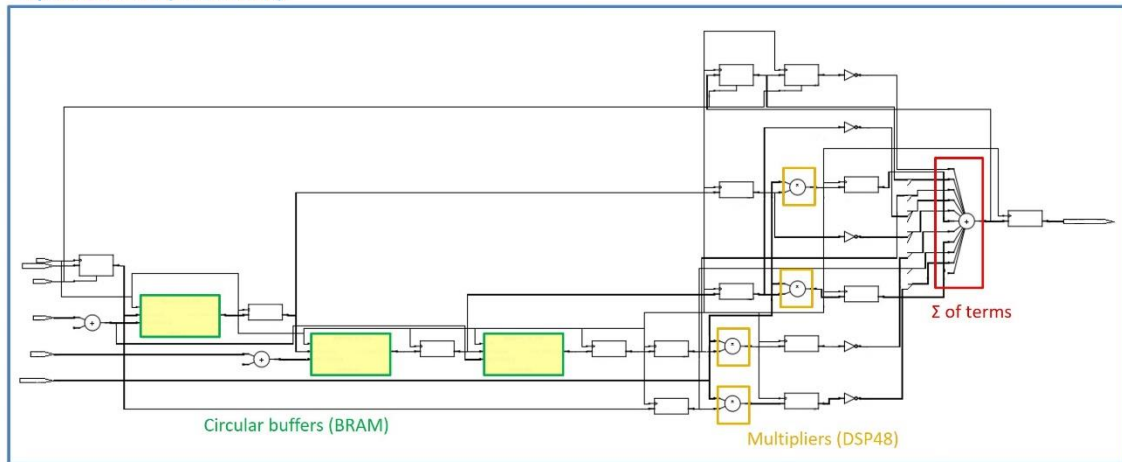 Σ of terms
Circular buffers (BRAM)
Multipliers (DSP48)